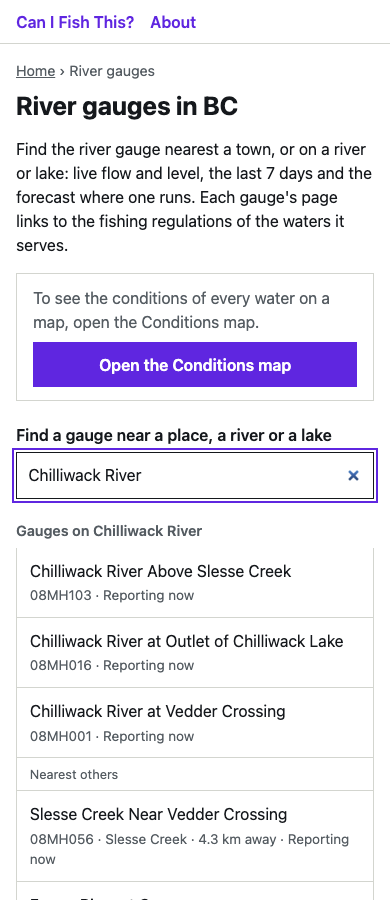 Can I Fish This? About
Home › River gauges
River gauges in BC
Find the river gauge nearest a town, or on a river
or lake: live flow and level, the last 7 days and the
forecast where one runs. Each gauge's page
links to the fishing regulations of the waters it
serves.
To see the conditions of every water on a
map, open the Conditions map.
Open the Conditions map
Find a gauge near a place, a river or a lake
Chilliwack River
Gauges on Chilliwack River
Chilliwack River Above Slesse Creek
08MH103 · Reporting now
Chilliwack River at Outlet of Chilliwack Lake
08MH016 · Reporting now
Chilliwack River at Vedder Crossing
08MH001 · Reporting now
Nearest others
Slesse Creek Near Vedder Crossing
08MH056 · Slesse Creek · 4.3 km away · Reporting
now